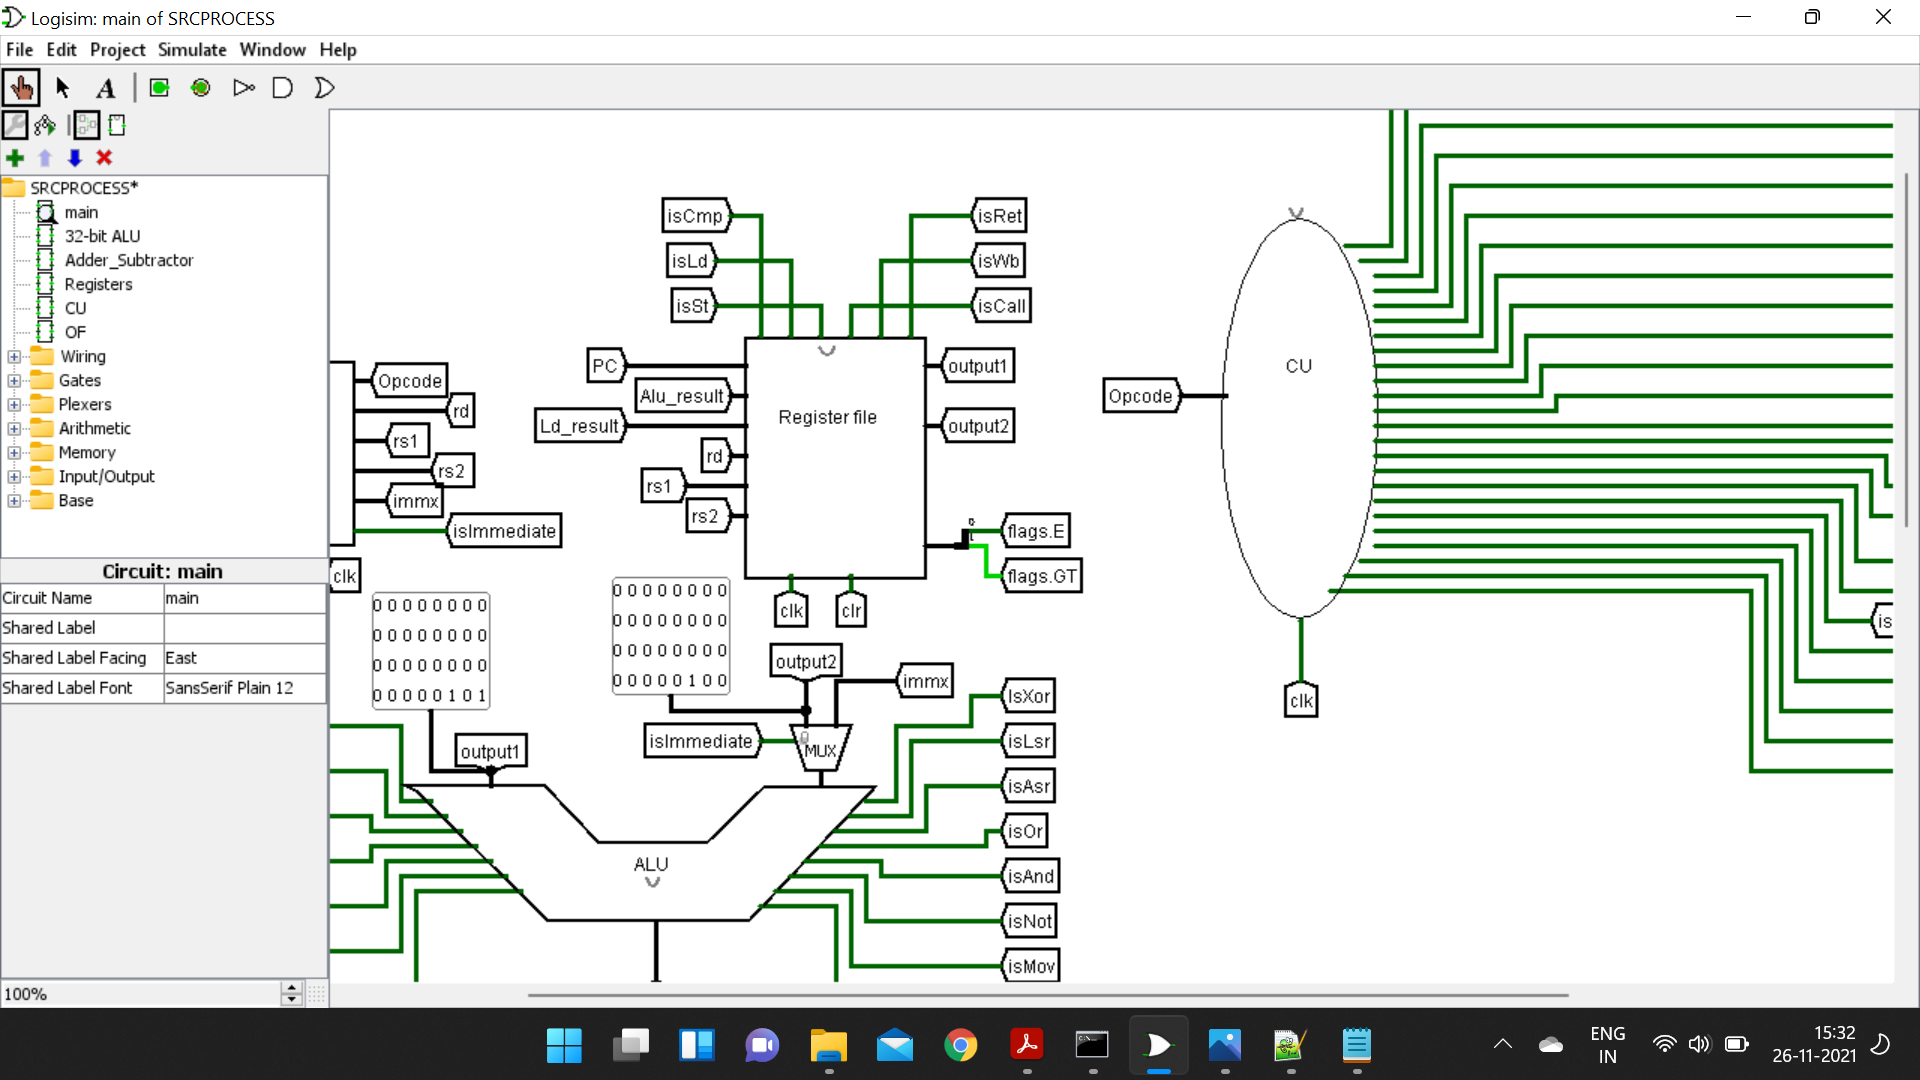 Logisim: main of SRCPROCESS
File Edit Project Simulate Window Help
A
SRCPROCESS*
main
32-bit ALU
Adder_Subtractor
Registers
CU
OF
Wiring
Gates
Plexers
Arithmetic
Memory
Input/Output
Base
Circuit: main
Circuit Name main
Shared Label
Shared Label Facing East
Shared Label Font SansSerif Plain 12
100%
isCmp
isLd
isSt
isRet
isWb
isCall
PC
Alu_result
Ld_result
rd
rs1
rs2
Register file
output1
output2
flags.E
flags.GT
0
1
clk
clr
Opcode
rd
rs1
rs2
immx
isImmediate
clk
0 0 0 0 0 0 0 0
0 0 0 0 0 0 0 0
0 0 0 0 0 0 0 0
0 0 0 0 0 1 0 1
0 0 0 0 0 0 0 0
0 0 0 0 0 0 0 0
0 0 0 0 0 0 0 0
0 0 0 0 0 1 0 0
output1
output2
immx
isImmediate
0
MUX
ALU
IsXor
isLsr
isAsr
isOr
isAnd
isNot
isMov
Opcode
CU
clk
is
ENG
IN
15:32
26-11-2021